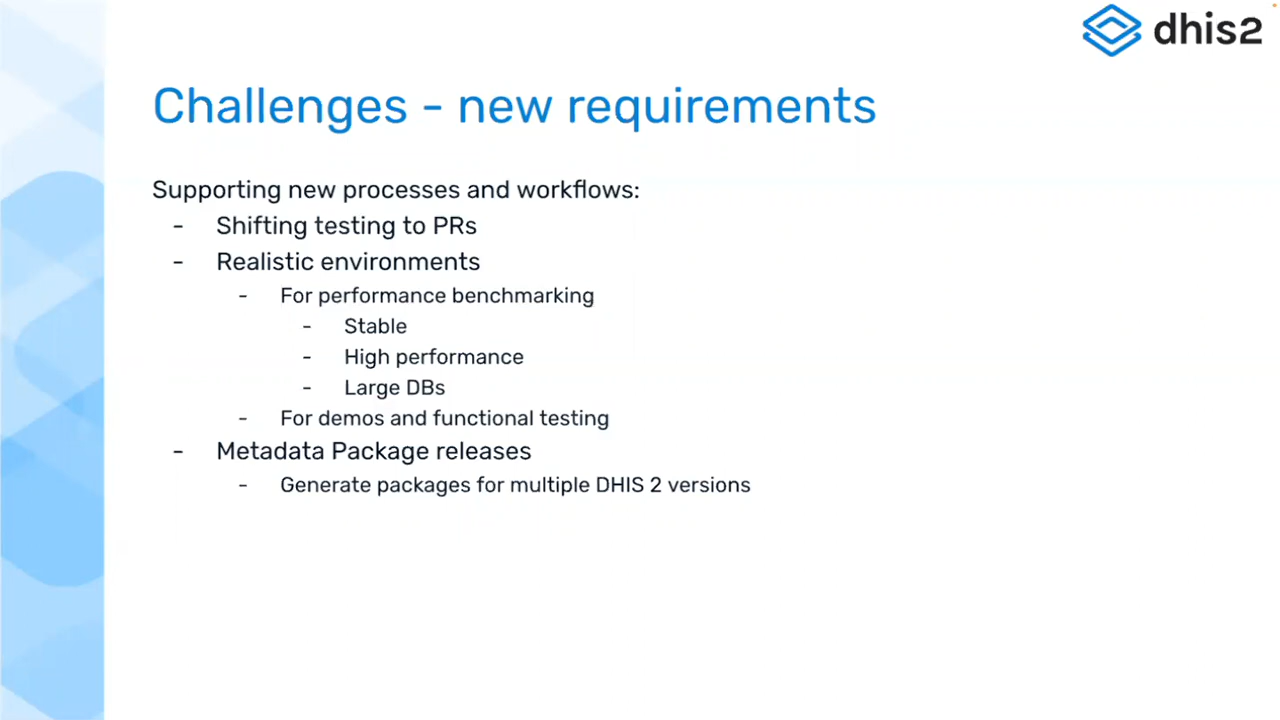 dhis2
Challenges - new requirements
Supporting new processes and workflows:
- Shifting testing to PRs
- Realistic environments
- For performance benchmarking
- Stable
- High performance
- Large DBs
- For demos and functional testing
- Metadata Package releases
- Generate packages for multiple DHIS 2 versions